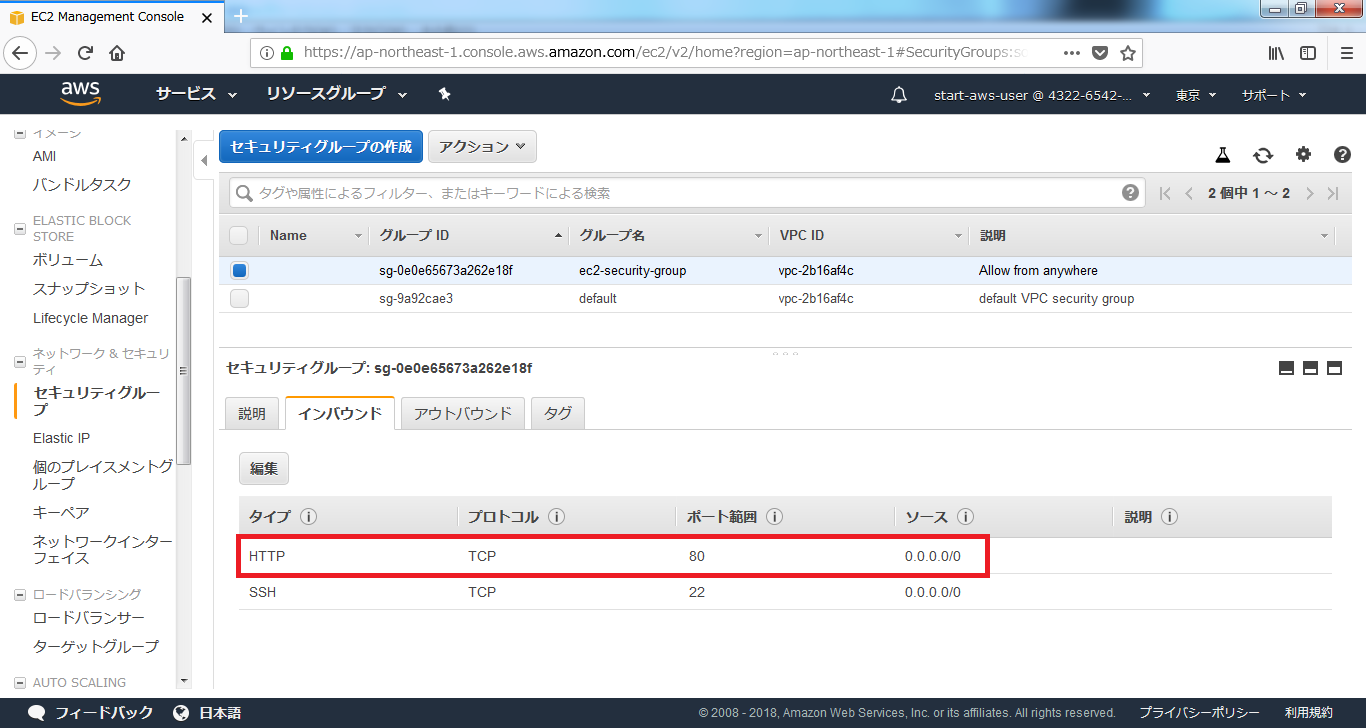 EC2 Management Console
https://ap-northeast-1.console.aws.amazon.com/ec2/v2/home?region=ap-northeast-1#SecurityGroups:
aws サービス リソースグループ start-aws-user @ 4322-6542-... 東京 サポート
イメージ
AMI
バンドルタスク
ELASTIC BLOCK
STORE
ボリューム
スナップショット
Lifecycle Manager
ネットワーク & セキュリ
ティ
セキュリティグルー
プ
Elastic IP
個のプレイスメントグ
ループ
キーペア
ネットワークインター
フェイス
ロードバランシング
ロードバランサー
ターゲットグループ
AUTO SCALING
セキュリティグループの作成 アクション
タグや属性によるフィルター、またはキーワードによる検索
2 個中 1 ～ 2
Name グループ ID グループ名 VPC ID 説明
sg-0e0e65673a262e18f ec2-security-group vpc-2b16af4c Allow from anywhere
sg-9a92cae3 default vpc-2b16af4c default VPC security group
セキュリティグループ: sg-0e0e65673a262e18f
説明 インバウンド アウトバウンド タグ
編集
タイプ プロトコル ポート範囲 ソース 説明
HTTP TCP 80 0.0.0.0/0
SSH TCP 22 0.0.0.0/0
フィードバック 日本語 © 2008 - 2018, Amazon Web Services, Inc. or its affiliates. All rights reserved. プライバシーポリシー 利用規約